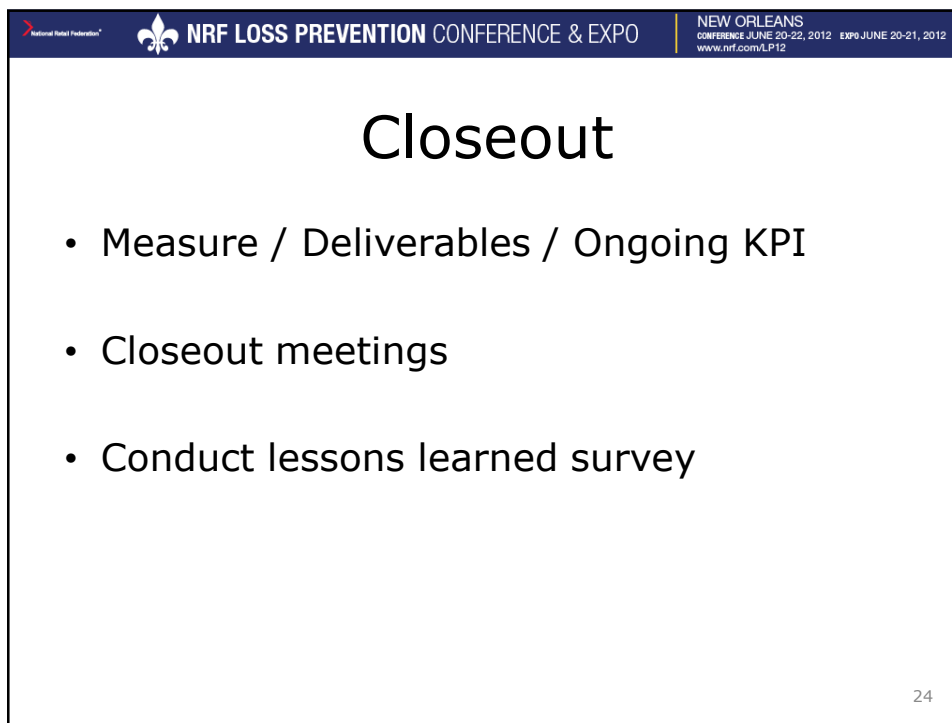 National Retail Federation®
NRF LOSS PREVENTION CONFERENCE & EXPO
NEW ORLEANS
CONFERENCE JUNE 20-22, 2012 EXPO JUNE 20-21, 2012
www.nrf.com/LP12
Closeout
• Measure / Deliverables / Ongoing KPI
• Closeout meetings
• Conduct lessons learned survey
24